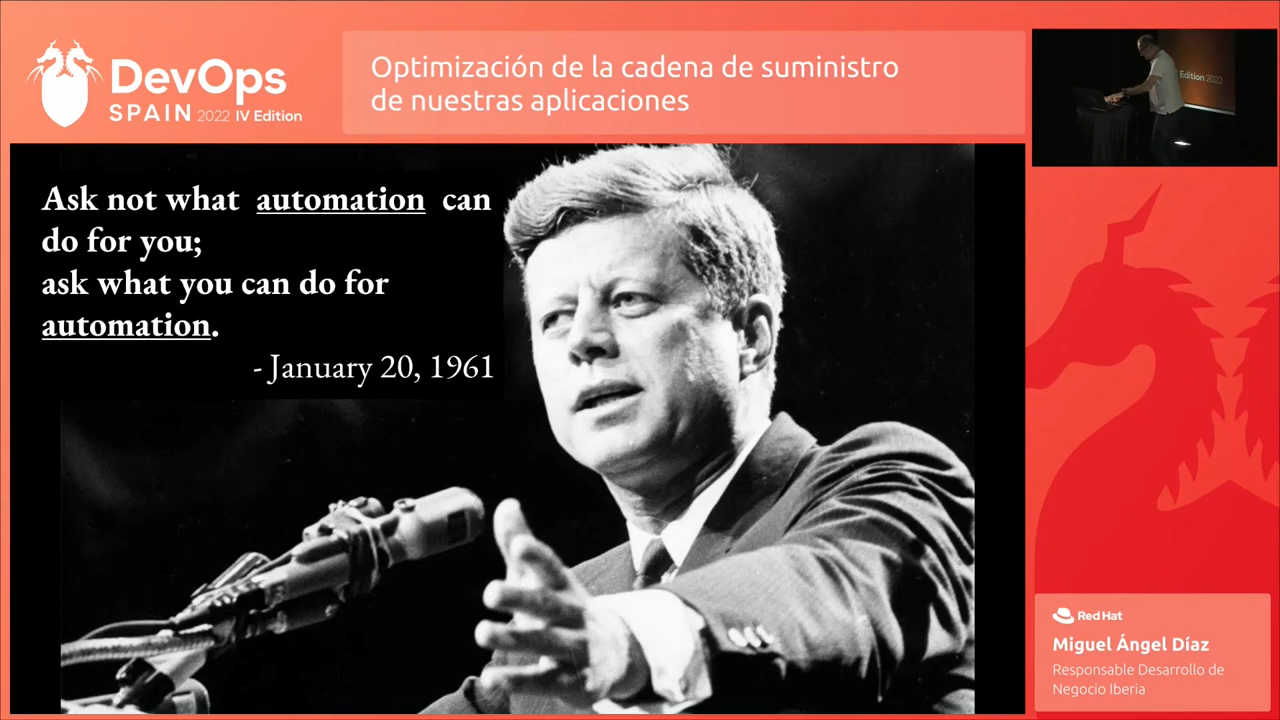 DevOps
SPAIN 2022 IV Edition
Optimización de la cadena de suministro
de nuestras aplicaciones
Edition 2022
Ask not what automation can
do for you;
ask what you can do for
automation.
- January 20, 1961
Red Hat
Miguel Ángel Díaz
Responsable Desarrollo de
Negocio Iberia